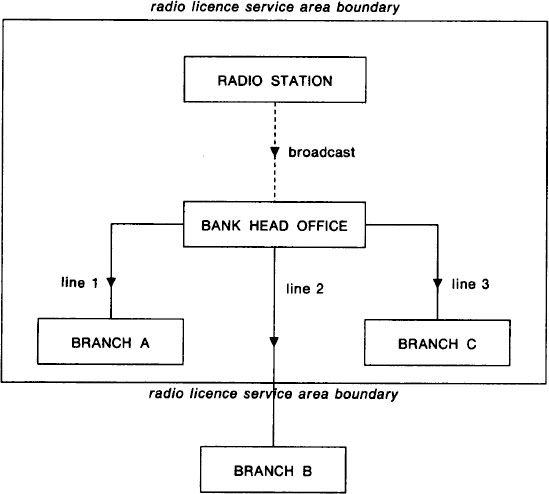 radio licence service area boundary
RADIO STATION
broadcast
BANK HEAD OFFICE
line 1
line 2
line 3
BRANCH A
BRANCH C
radio licence service area boundary
BRANCH B